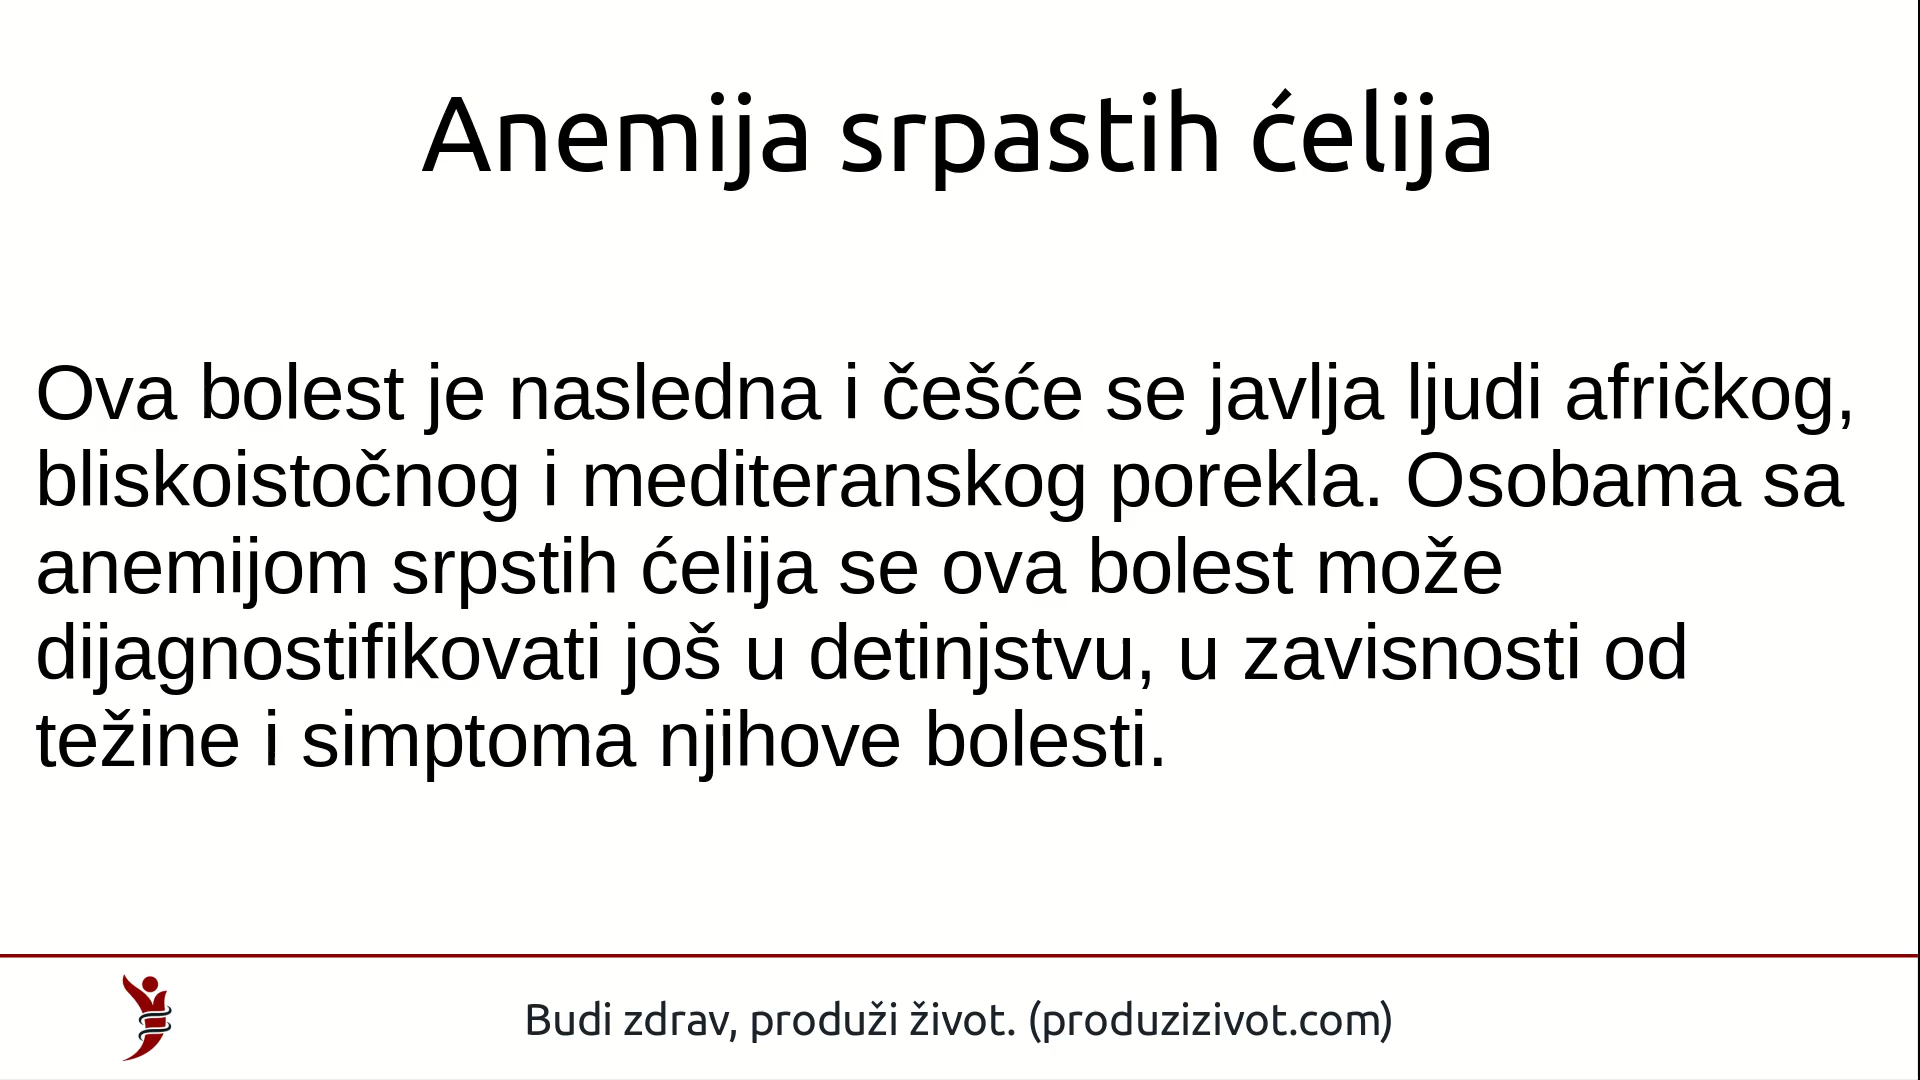 Anemija srpastih ćelija
Ova bolest je nasledna i češće se javlja ljudi afričkog,
bliskoistočnog i mediteranskog porekla. Osobama sa
anemijom srpstih ćelija se ova bolest može
dijagnostifikovati još u detinjstvu, u zavisnosti od
težine i simptoma njihove bolesti.
Budi zdrav, produži život. (produzizivot.com)